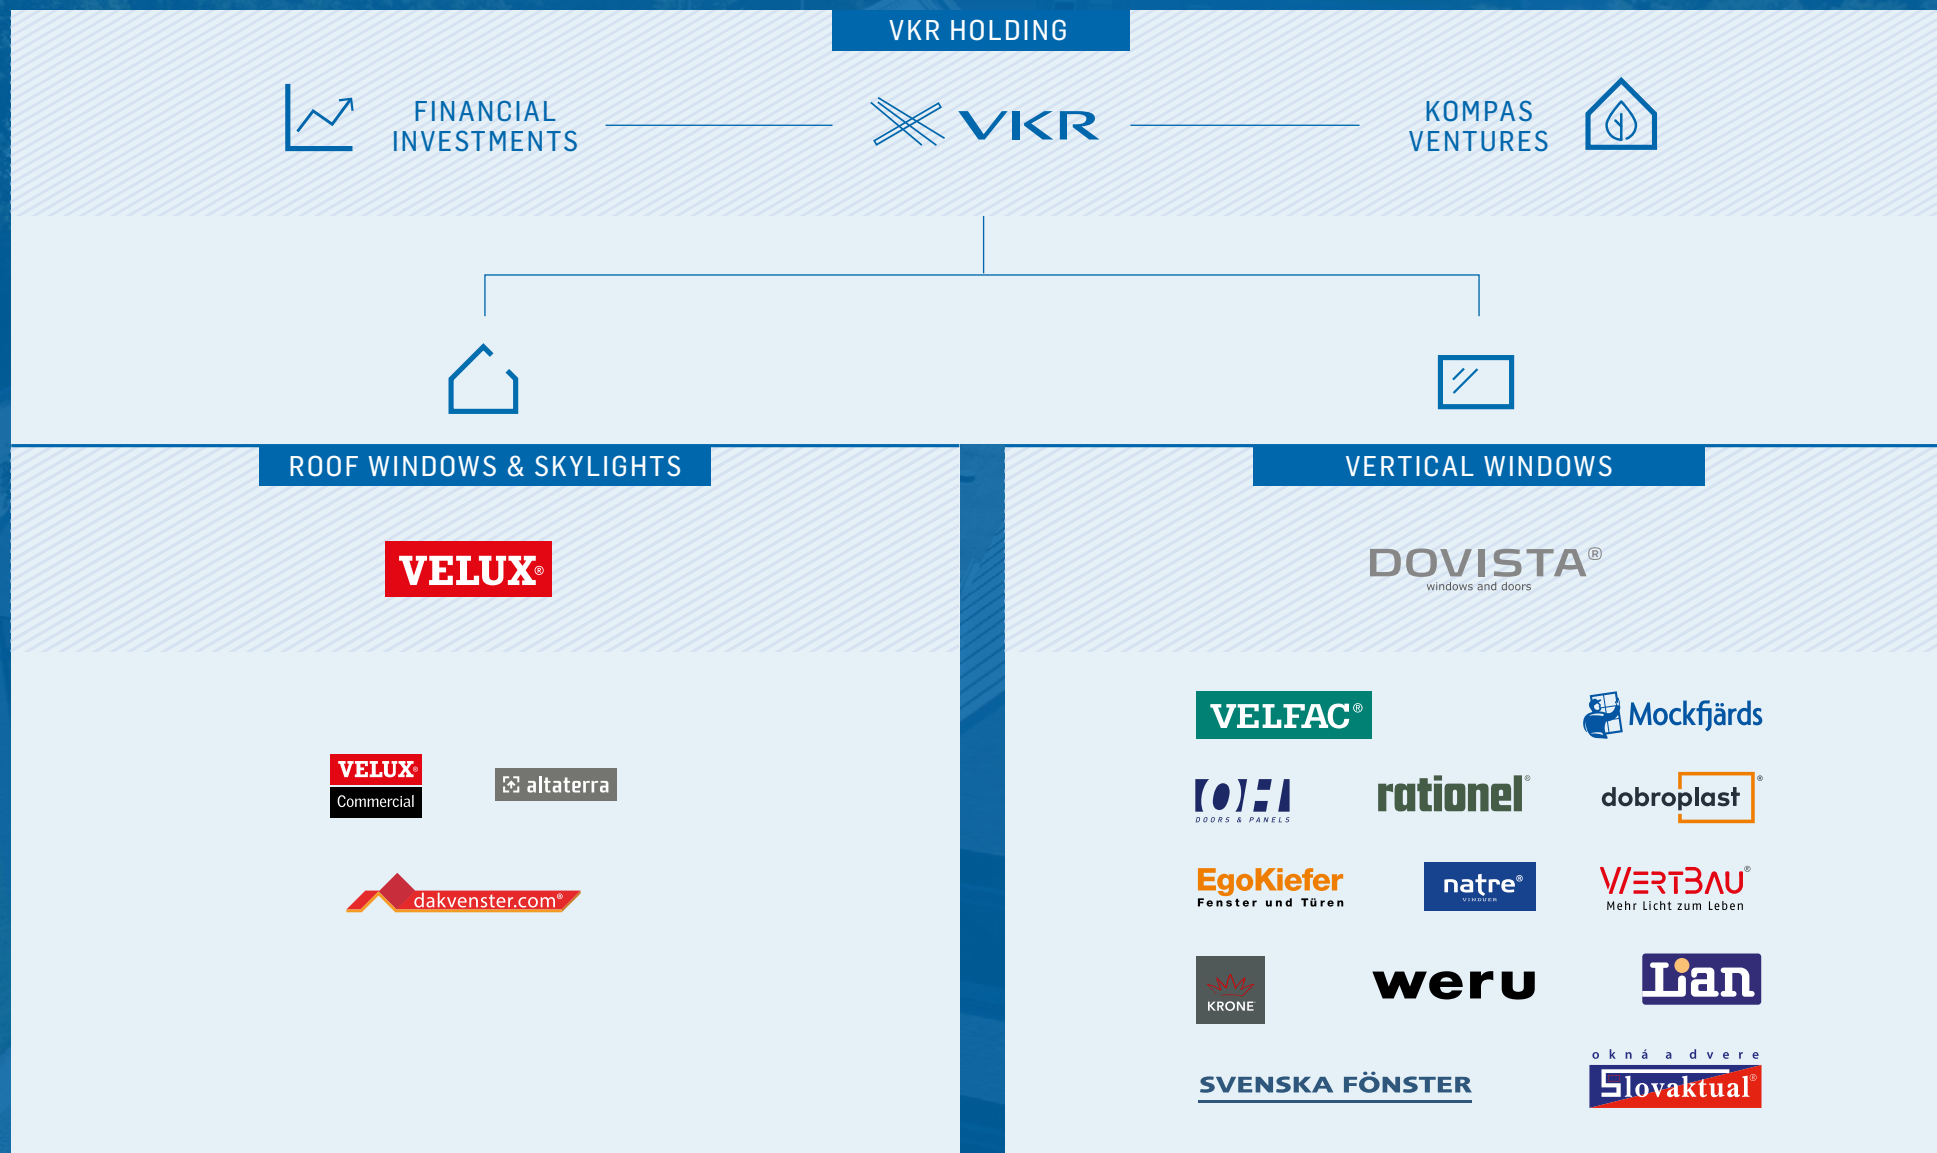 VKR HOLDING
FINANCIAL
INVESTMENTS
VKR
KOMPAS
VENTURES
ROOF WINDOWS & SKYLIGHTS
VELUX®
VELUX®
Commercial
altaterra
dakvenster.com®
VERTICAL WINDOWS
DOVISTA®
windows and doors
VELFAC®
Mockfjärds
OH
DOORS & PANELS
rationel®
dobroplast®
EgoKiefer
Fenster und Türen
natre®
VINDUER
WERTBAU®
Mehr Licht zum Leben
KRONE
weru
Lian
SVENSKA FÖNSTER
okná a dvere
Slovaktual®